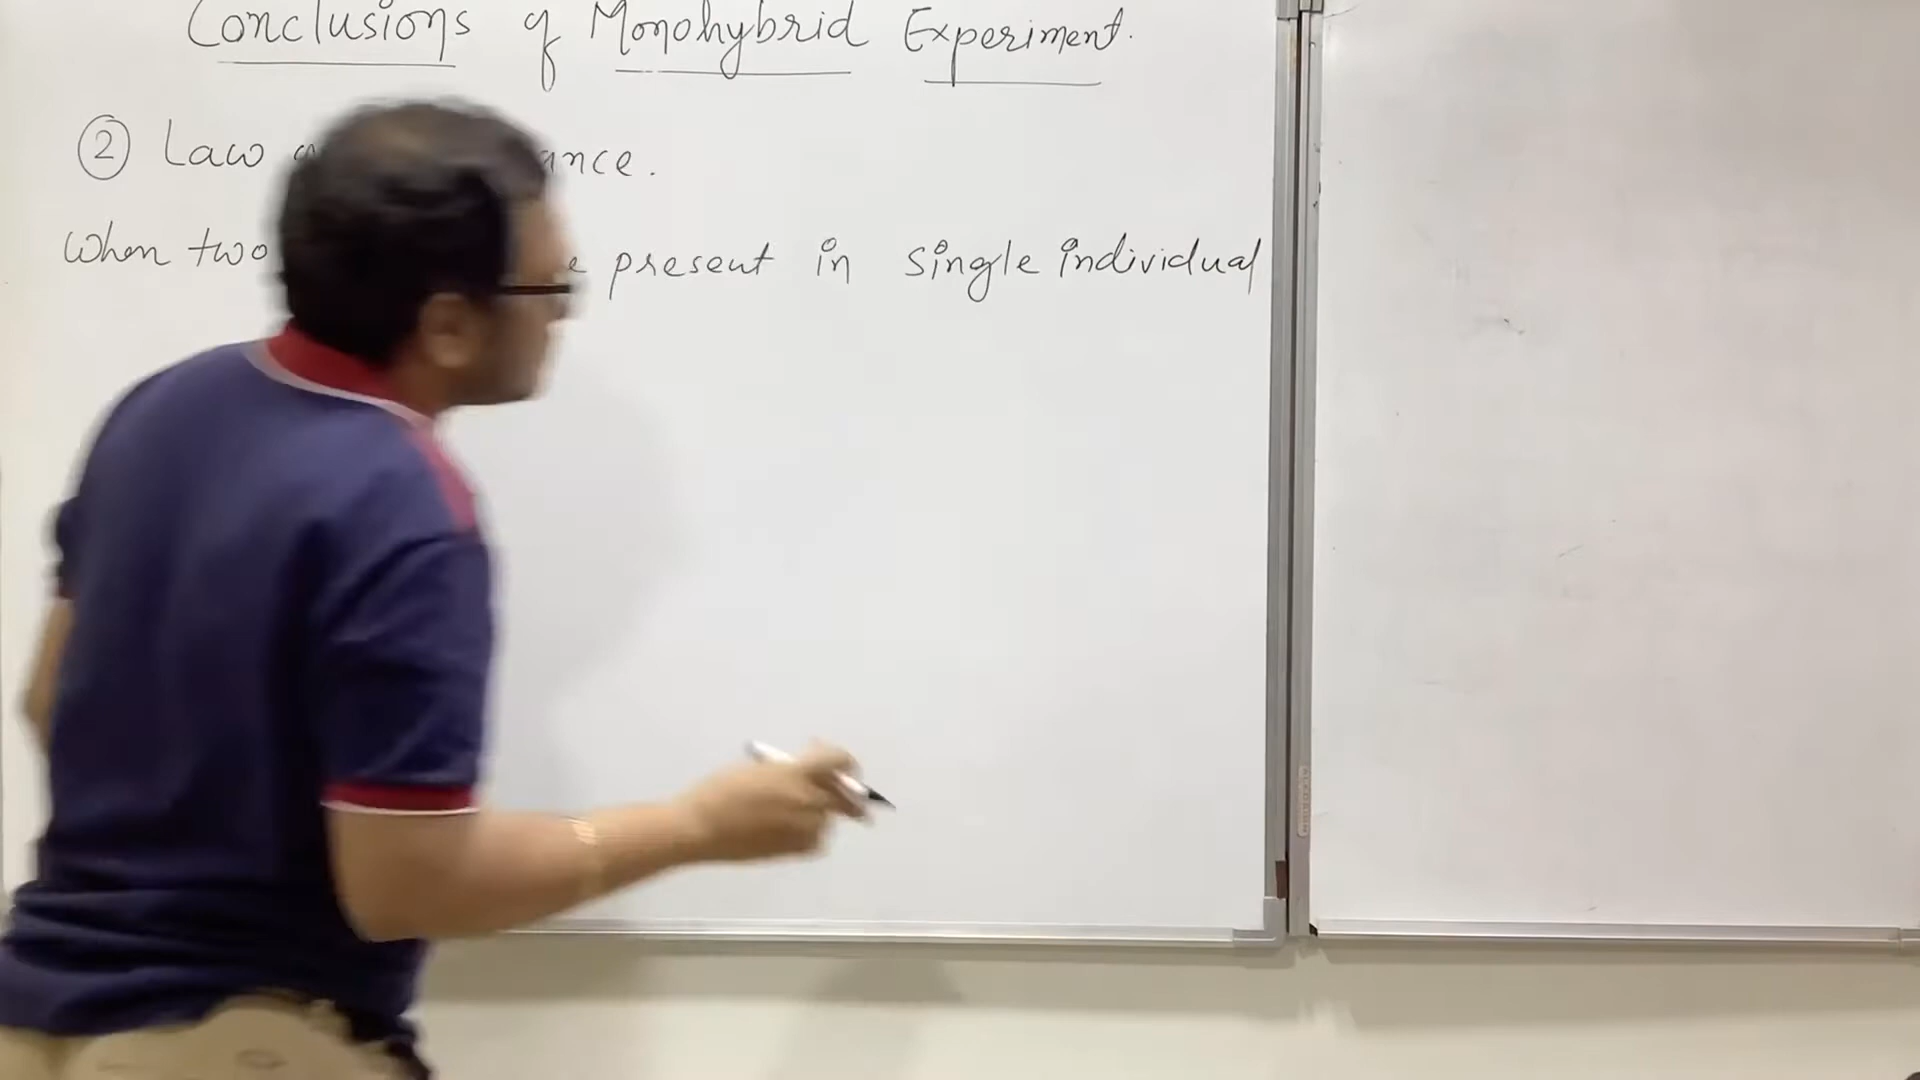 Conclusions of Monohybrid Experiment.
② Law ance.
When two present in single individual